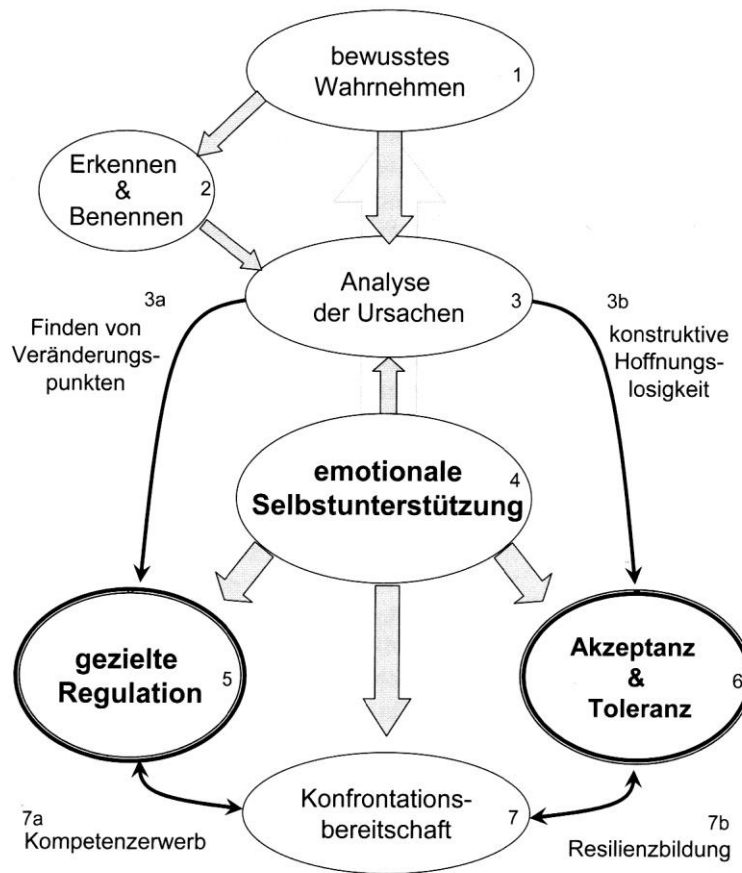 bewusstes
Wahrnehmen
1
Erkennen
&
Benennen
2
Analyse
der Ursachen
3
3a
Finden von
Veränderungs-
punkten
3b
konstruktive
Hoffnungs-
losigkeit
emotionale
Selbstunterstützung
4
gezielte
Regulation
5
Akzeptanz
&
Toleranz
6
Konfrontations-
bereitschaft
7
7a
Kompetenzerwerb
7b
Resilienzbildung